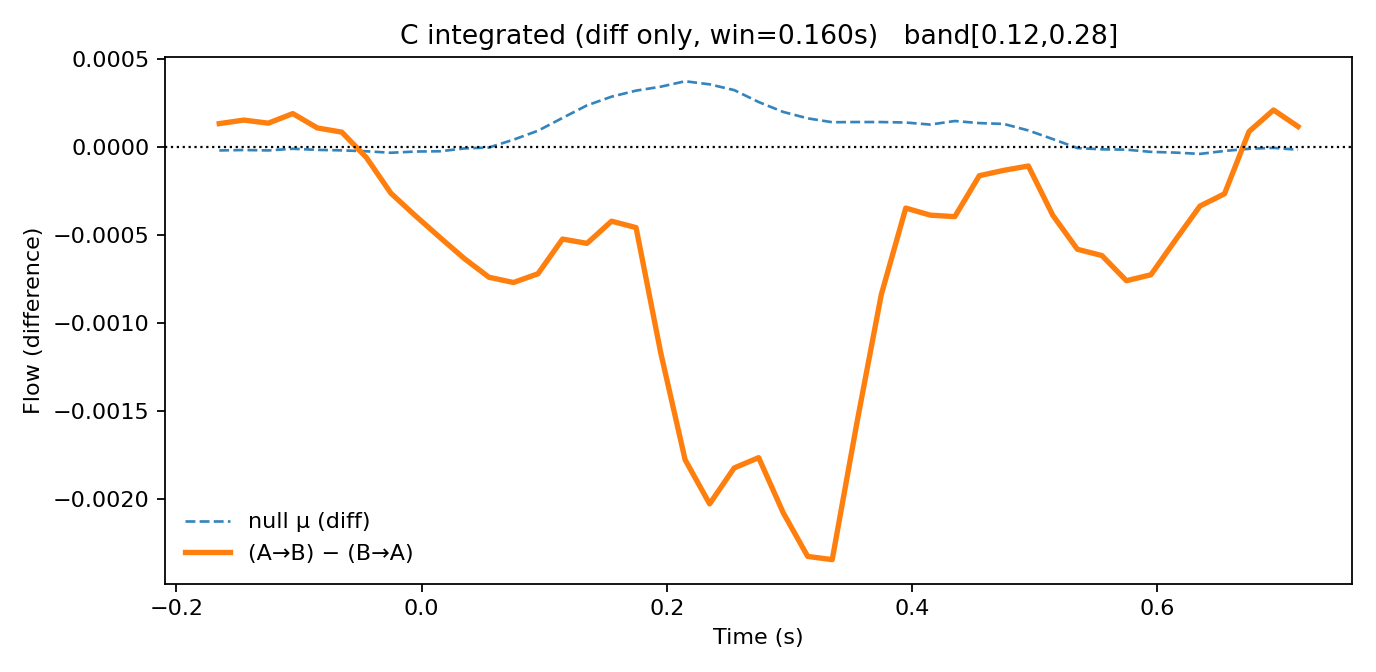 C integrated (diff only, win=0.160s)   band[0.12,0.28]
Flow (difference)
0.0005
0.0000
−0.0005
−0.0010
−0.0015
−0.0020
null μ (diff)
(A→B) − (B→A)
−0.2 0.0 0.2 0.4 0.6
Time (s)